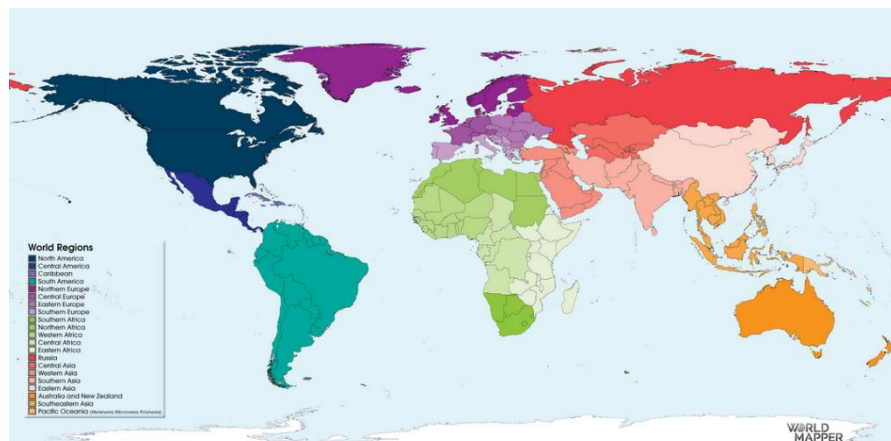 World Regions
North America
Central America
Caribbean
South America
Northern Europe
Central Europe
Eastern Europe
Southern Europe
Southern Africa
Northern Africa
Western Africa
Central Africa
Eastern Africa
Russia
Central Asia
Western Asia
Southern Asia
Eastern Asia
Australia and New Zealand
Southeastern Asia
Pacific Oceania (Melanesia, Micronesia, Polynesia)
WORLD
MAPPER